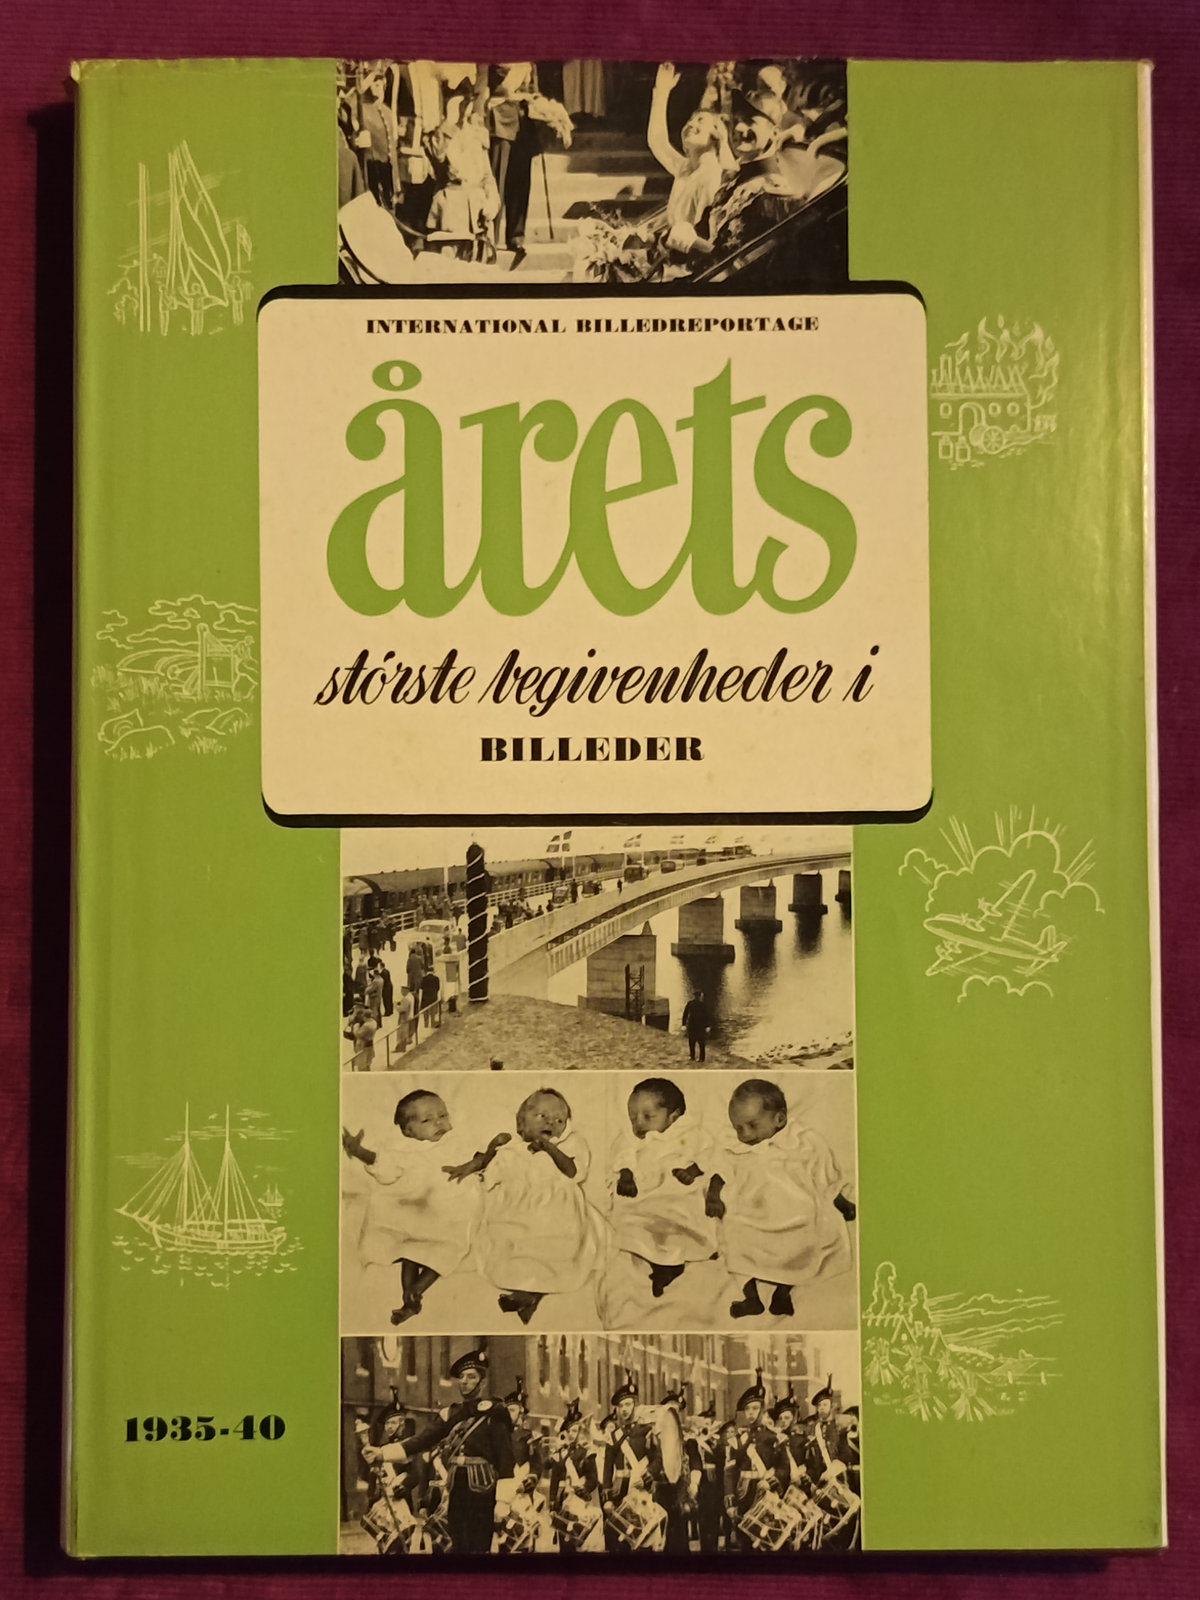 INTERNATIONAL BILLEDREPORTAGE
årets
største begivenheder i
BILLEDER
1935-40